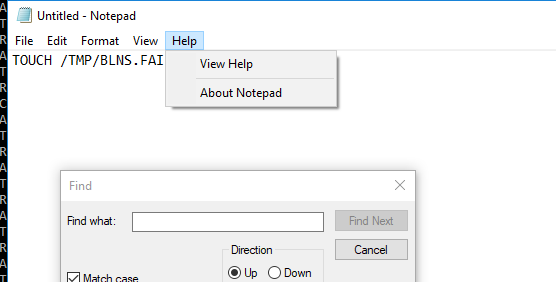 Untitled - Notepad
File Edit Format View Help
TOUCH /TMP/BLNS.FAI
View Help
About Notepad
Find
Find what:
Find Next
Cancel
Direction
Up Down
Match case